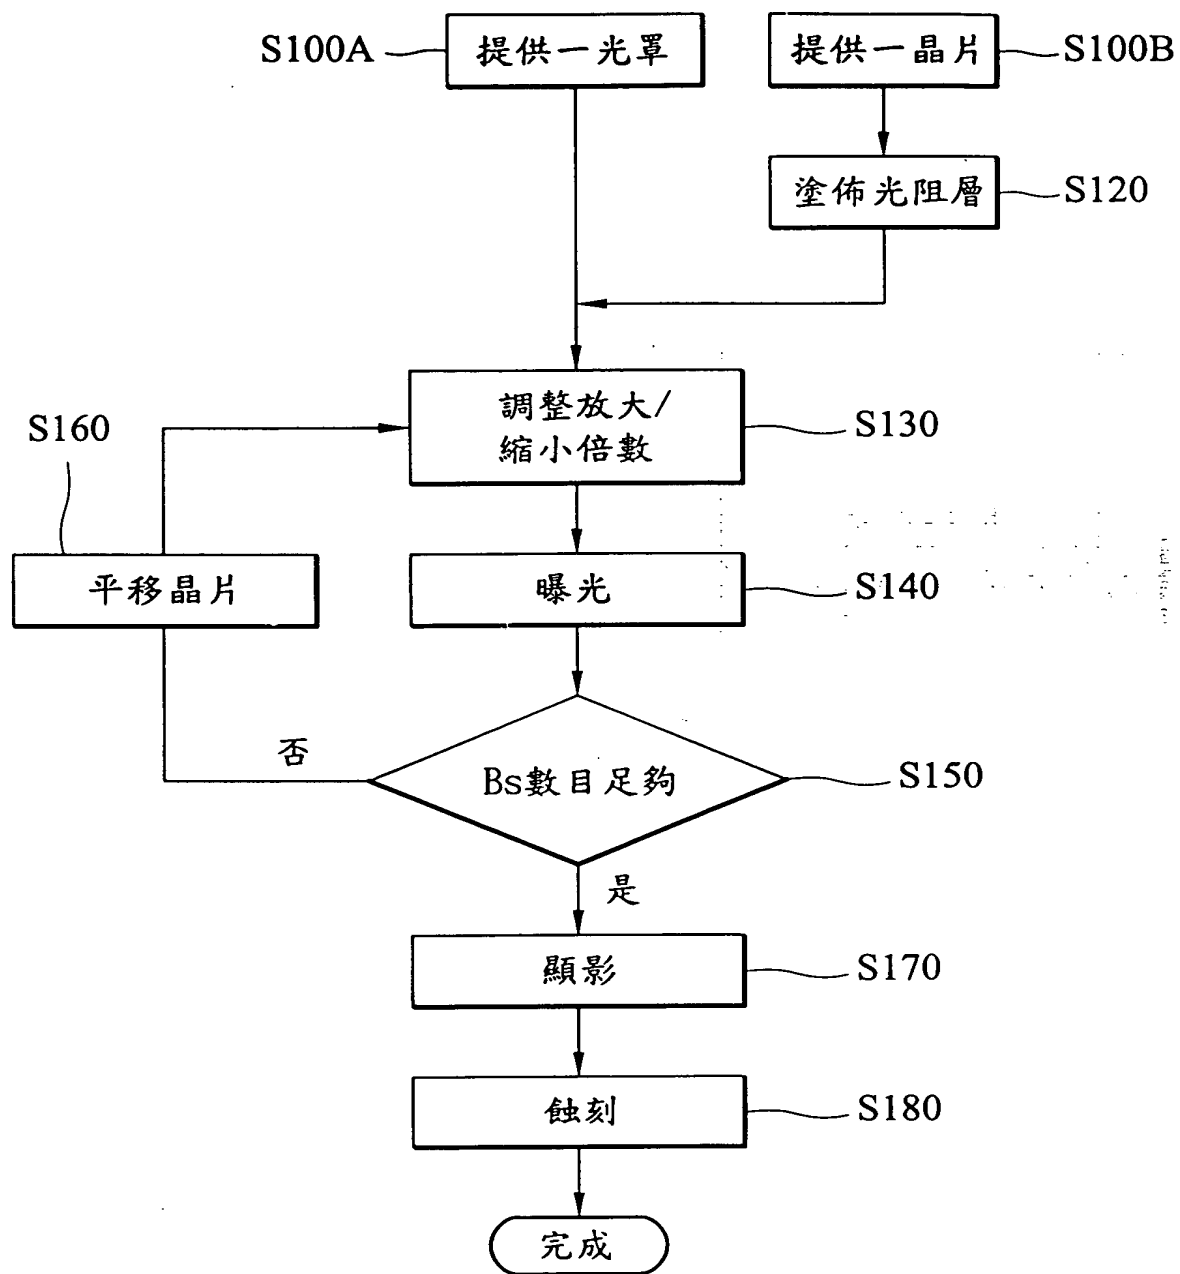 S100A
提供一光罩
提供一晶片
S100B
塗佈光阻層
S120
調整放大/
縮小倍數
S130
S160
平移晶片
曝光
S140
否
Bs數目足夠
S150
是
顯影
S170
蝕刻
S180
完成